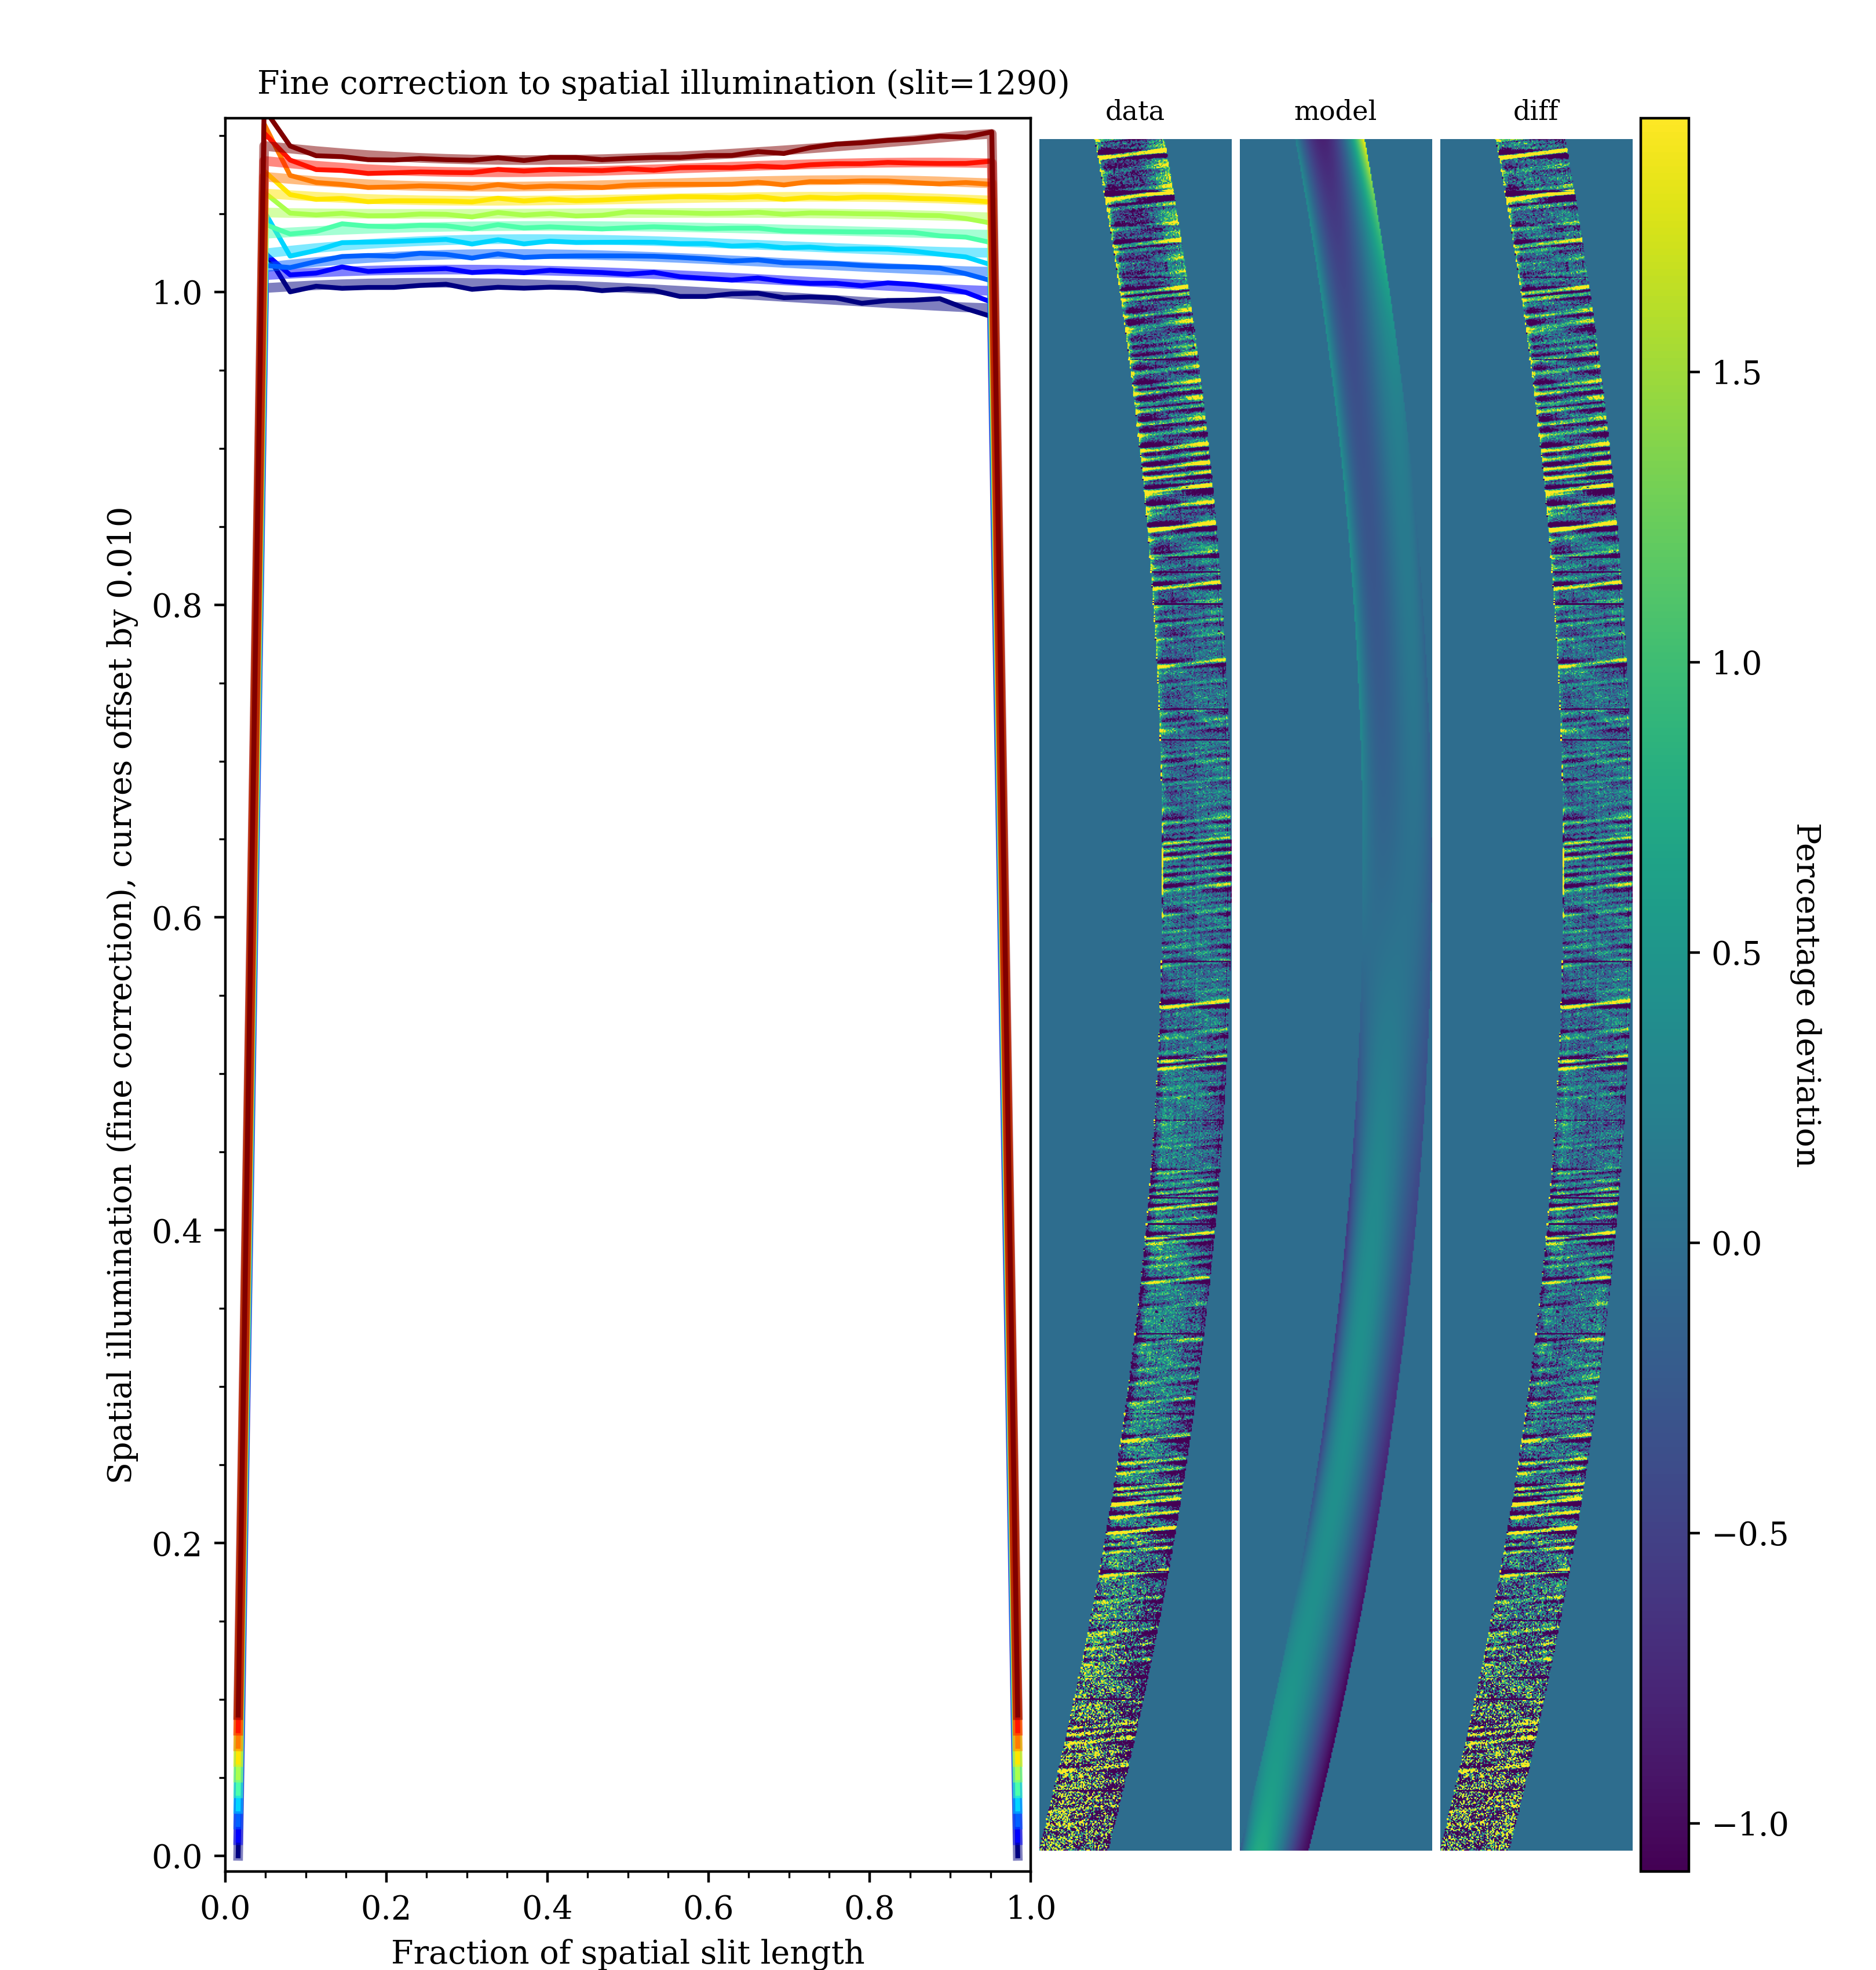 Fine correction to spatial illumination (slit=1290)
data
model
diff
Spatial illumination (fine correction), curves offset by 0.010
1.0
0.8
0.6
0.4
0.2
0.0
0.0 0.2 0.4 0.6 0.8 1.0
Fraction of spatial slit length
1.5
1.0
0.5
0.0
−0.5
−1.0
Percentage deviation